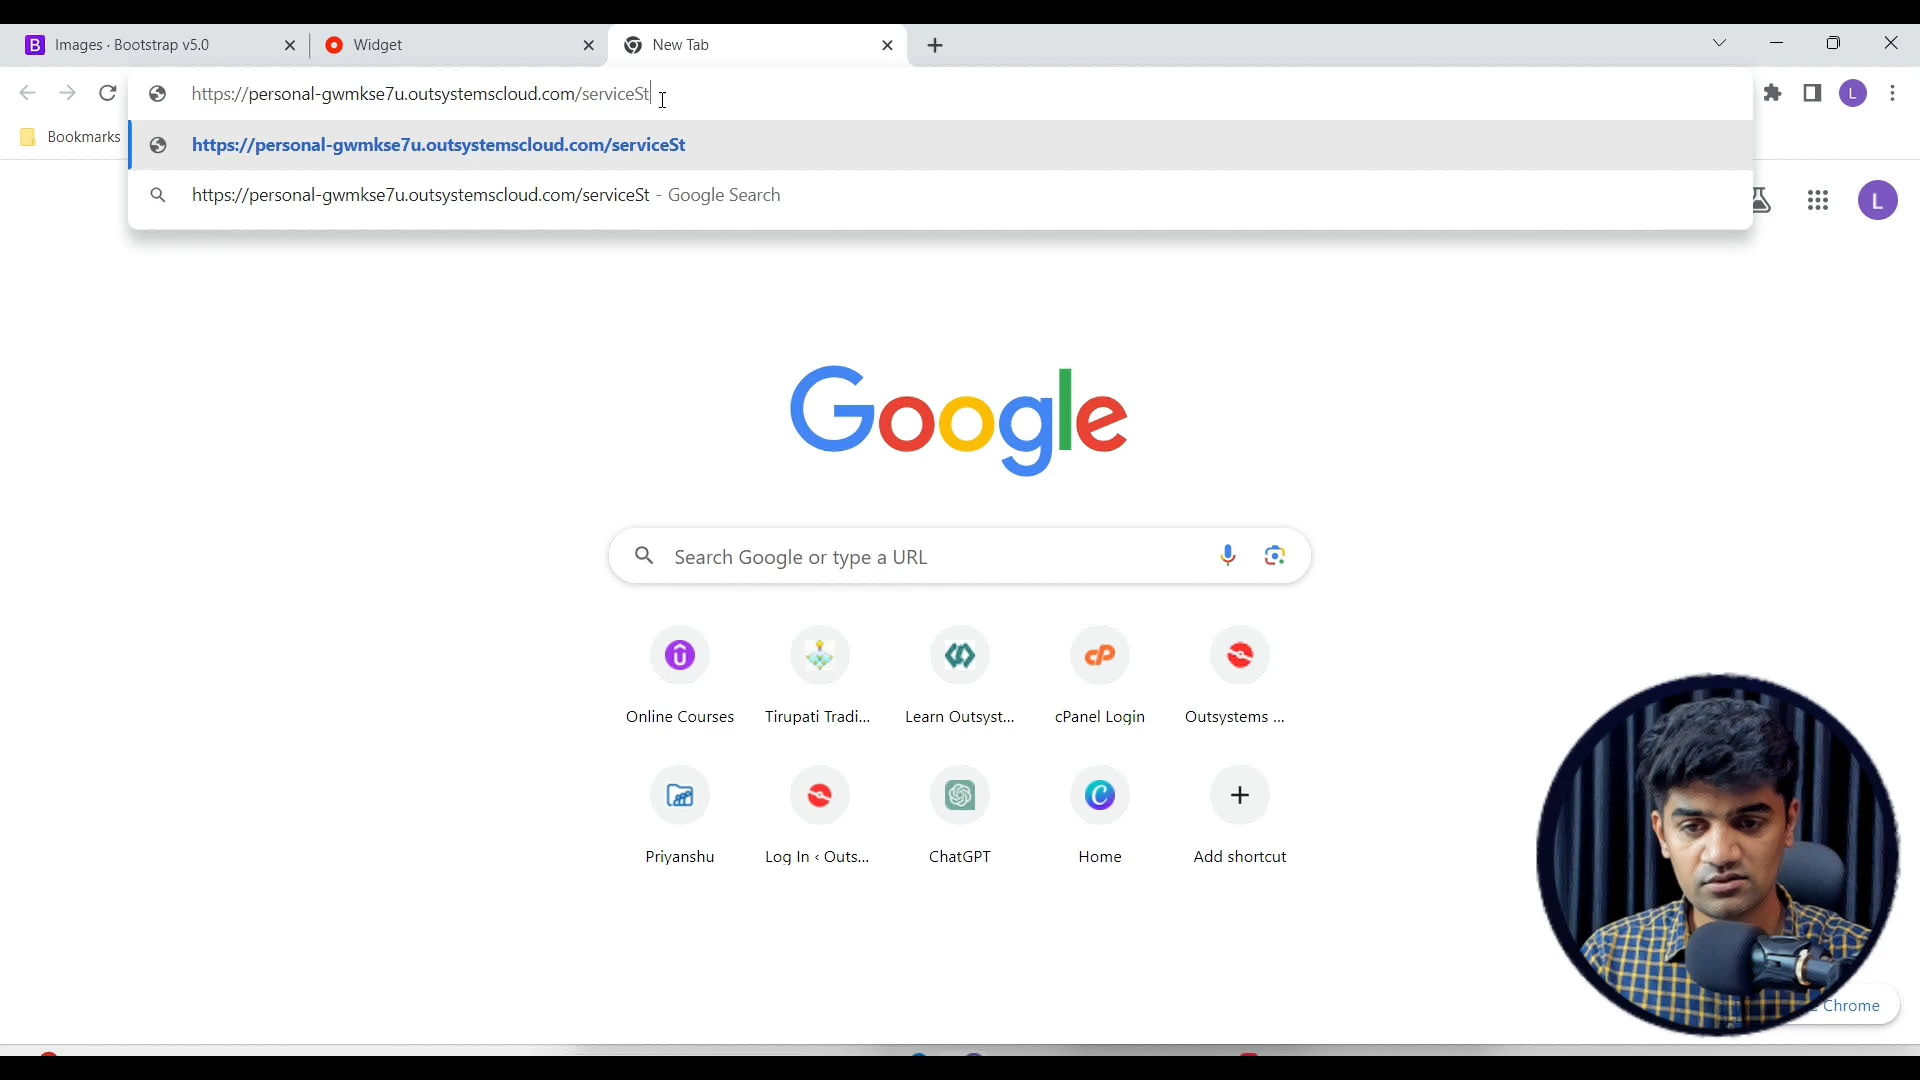 B Images · Bootstrap v5.0
Widget
New Tab
https://personal-gwmkse7u.outsystemscloud.com/serviceSt
L
Bookmarks
https://personal-gwmkse7u.outsystemscloud.com/serviceSt
https://personal-gwmkse7u.outsystemscloud.com/serviceSt - Google Search
L
Google
Search Google or type a URL
Online Courses
Tirupati Tradi...
Learn Outsyst...
cPanel Login
Outsystems ...
Priyanshu
Log In ‹ Outs...
ChatGPT
Home
Add shortcut
Chrome